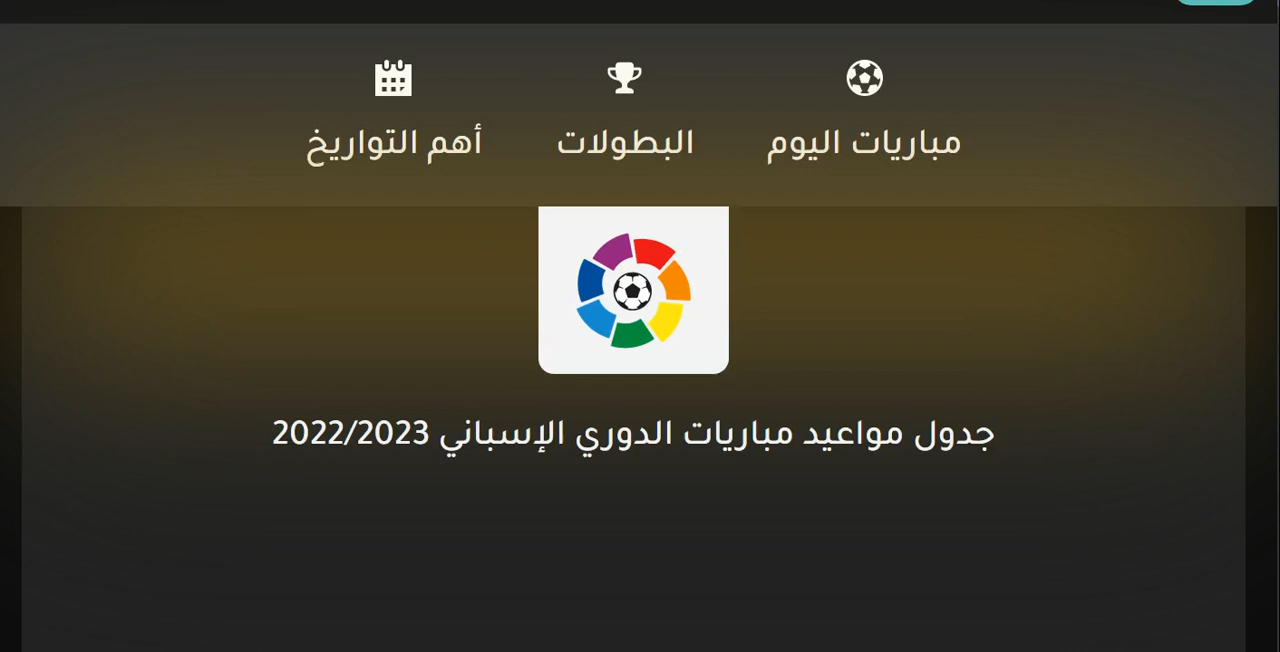 مباريات اليوم
البطولات
أهم التواريخ
جدول مواعيد مباريات الدوري الإسباني 2022/2023